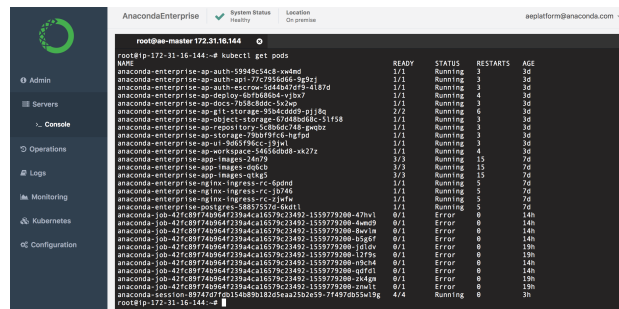 AnacondaEnterprise
System Status
Healthy
Location
On premise
aeplatform@anaconda.com
root@ae-master 172.31.16.144
Admin
Servers
>_ Console
Operations
Logs
Monitoring
Kubernetes
Configuration
root@ip-172-31-16-144:~# kubectl get pods
NAME READY STATUS RESTARTS AGE
anaconda-enterprise-ap-auth-59949c54c8-xw4md 1/1 Running 3 3d
anaconda-enterprise-ap-auth-api-77c7956d66-9g9zj 1/1 Running 3 3d
anaconda-enterprise-ap-auth-escrow-5d44b47df9-4l87d 1/1 Running 3 3d
anaconda-enterprise-ap-deploy-6bfb686b4-vjbx7 1/1 Running 4 3d
anaconda-enterprise-ap-docs-7b58c8ddc-5x2wp 1/1 Running 3 3d
anaconda-enterprise-ap-git-storage-95b4cddd9-pjj8q 2/2 Running 6 3d
anaconda-enterprise-ap-object-storage-67d48bd68c-5lf58 1/1 Running 3 3d
anaconda-enterprise-ap-repository-5c8b6dc748-gwqbz 1/1 Running 3 3d
anaconda-enterprise-ap-storage-79bbf9fc6-hgfpd 1/1 Running 3 3d
anaconda-enterprise-ap-ui-9d65f96cc-j9jwl 1/1 Running 3 3d
anaconda-enterprise-ap-workspace-54656dbd8-xk27z 1/1 Running 4 3d
anaconda-enterprise-app-images-24n79 3/3 Running 15 7d
anaconda-enterprise-app-images-dq6cb 3/3 Running 15 7d
anaconda-enterprise-app-images-qtkg5 3/3 Running 15 7d
anaconda-enterprise-nginx-ingress-rc-6pdnd 1/1 Running 5 7d
anaconda-enterprise-nginx-ingress-rc-jb746 1/1 Running 5 7d
anaconda-enterprise-nginx-ingress-rc-zjwfw 1/1 Running 5 7d
anaconda-enterprise-postgres-58857557d-6kdtl 1/1 Running 5 7d
anaconda-job-42fc89f74b964f239a4ca16579c23492-1559779200-47hvl 0/1 Error 0 14h
anaconda-job-42fc89f74b964f239a4ca16579c23492-1559779200-4wmd9 0/1 Error 0 14h
anaconda-job-42fc89f74b964f239a4ca16579c23492-1559779200-8wvlm 0/1 Error 0 14h
anaconda-job-42fc89f74b964f239a4ca16579c23492-1559779200-b5g6f 0/1 Error 0 14h
anaconda-job-42fc89f74b964f239a4ca16579c23492-1559779200-jdldv 0/1 Error 0 19h
anaconda-job-42fc89f74b964f239a4ca16579c23492-1559779200-l2f9s 0/1 Error 0 19h
anaconda-job-42fc89f74b964f239a4ca16579c23492-1559779200-n9ch4 0/1 Error 0 14h
anaconda-job-42fc89f74b964f239a4ca16579c23492-1559779200-qdfdl 0/1 Error 0 14h
anaconda-job-42fc89f74b964f239a4ca16579c23492-1559779200-zk4gm 0/1 Error 0 19h
anaconda-job-42fc89f74b964f239a4ca16579c23492-1559779200-znwlt 0/1 Error 0 19h
anaconda-session-89747d7fdb154b89b182d5eaa25b2e59-7f497db55wl9g 4/4 Running 0 3h
root@ip-172-31-16-144:~#